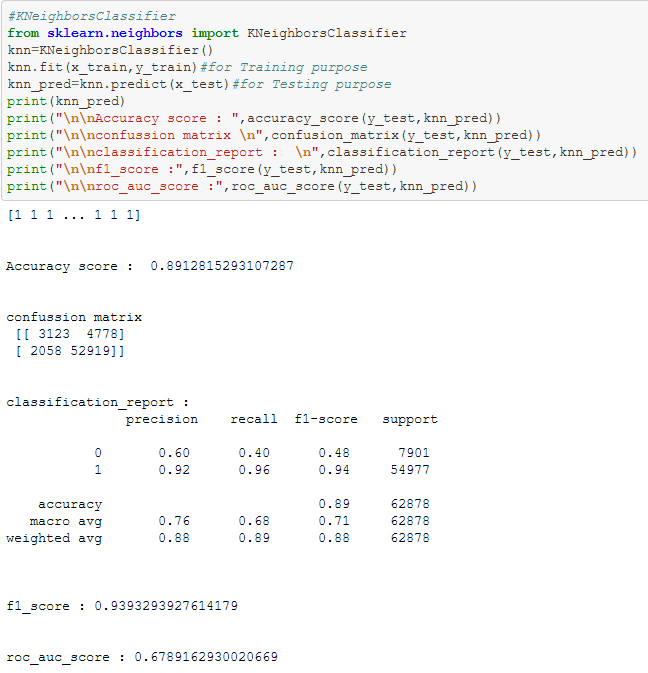 #KNeighborsClassifier
from sklearn.neighbors import KNeighborsClassifier
knn=KNeighborsClassifier()
knn.fit(x_train,y_train)#for Training purpose
knn_pred=knn.predict(x_test)#for Testing purpose
print(knn_pred)
print("\n\nAccuracy score : ",accuracy_score(y_test,knn_pred))
print("\n\nconfussion matrix \n",confusion_matrix(y_test,knn_pred))
print("\n\nclassification_report :  \n",classification_report(y_test,knn_pred))
print("\n\nf1_score :",f1_score(y_test,knn_pred))
print("\n\nroc_auc_score :",roc_auc_score(y_test,knn_pred))
[1 1 1 ... 1 1 1]
Accuracy score :  0.8912815293107287
confussion matrix
[[ 3123  4778]
[ 2058 52919]]
classification_report :
precision    recall  f1-score   support
0       0.60      0.40      0.48      7901
1       0.92      0.96      0.94     54977
accuracy                           0.89     62878
macro avg       0.76      0.68      0.71     62878
weighted avg       0.88      0.89      0.88     62878
f1_score : 0.9393293927614179
roc_auc_score : 0.6789162930020669